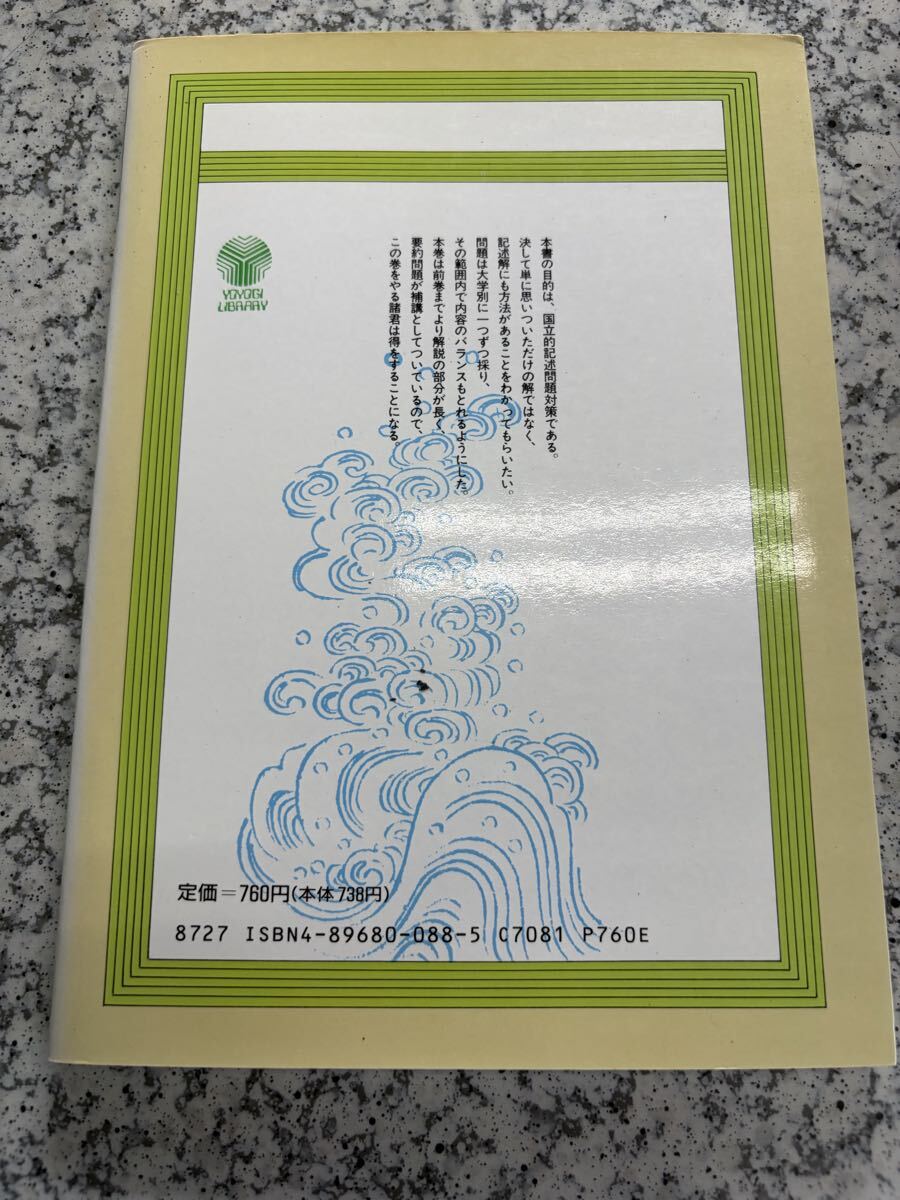 本書の目的は、国立的記述問題対策である。
決して単に思いついただけの解ではなく、
記述解にも方法があることをわかってもらいたい。
問題は大学別に一つずつ採り、
その範囲内で内容のバランスもとれるようにした。
本巻は前巻までより解説の部分が長く、
要約問題が補講としてついているので、
この巻をやる諸君は得をすることになる。
YOYOGI
LIBRARY
定価＝760円(本体738円)
8727 ISBN4-89680-088-5 C7081 P760E